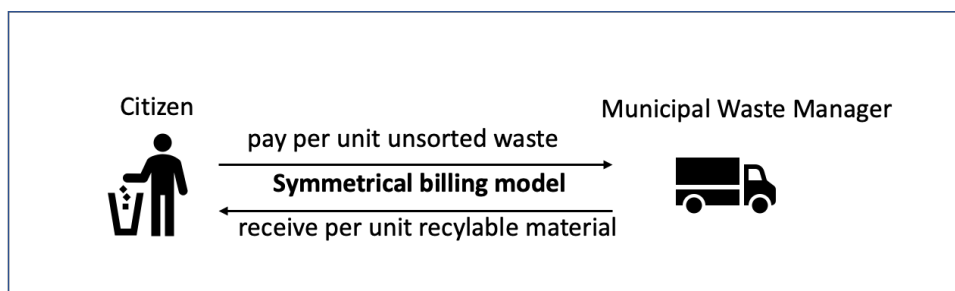 Citizen
Municipal Waste Manager
pay per unit unsorted waste
Symmetrical billing model
receive per unit recylable material